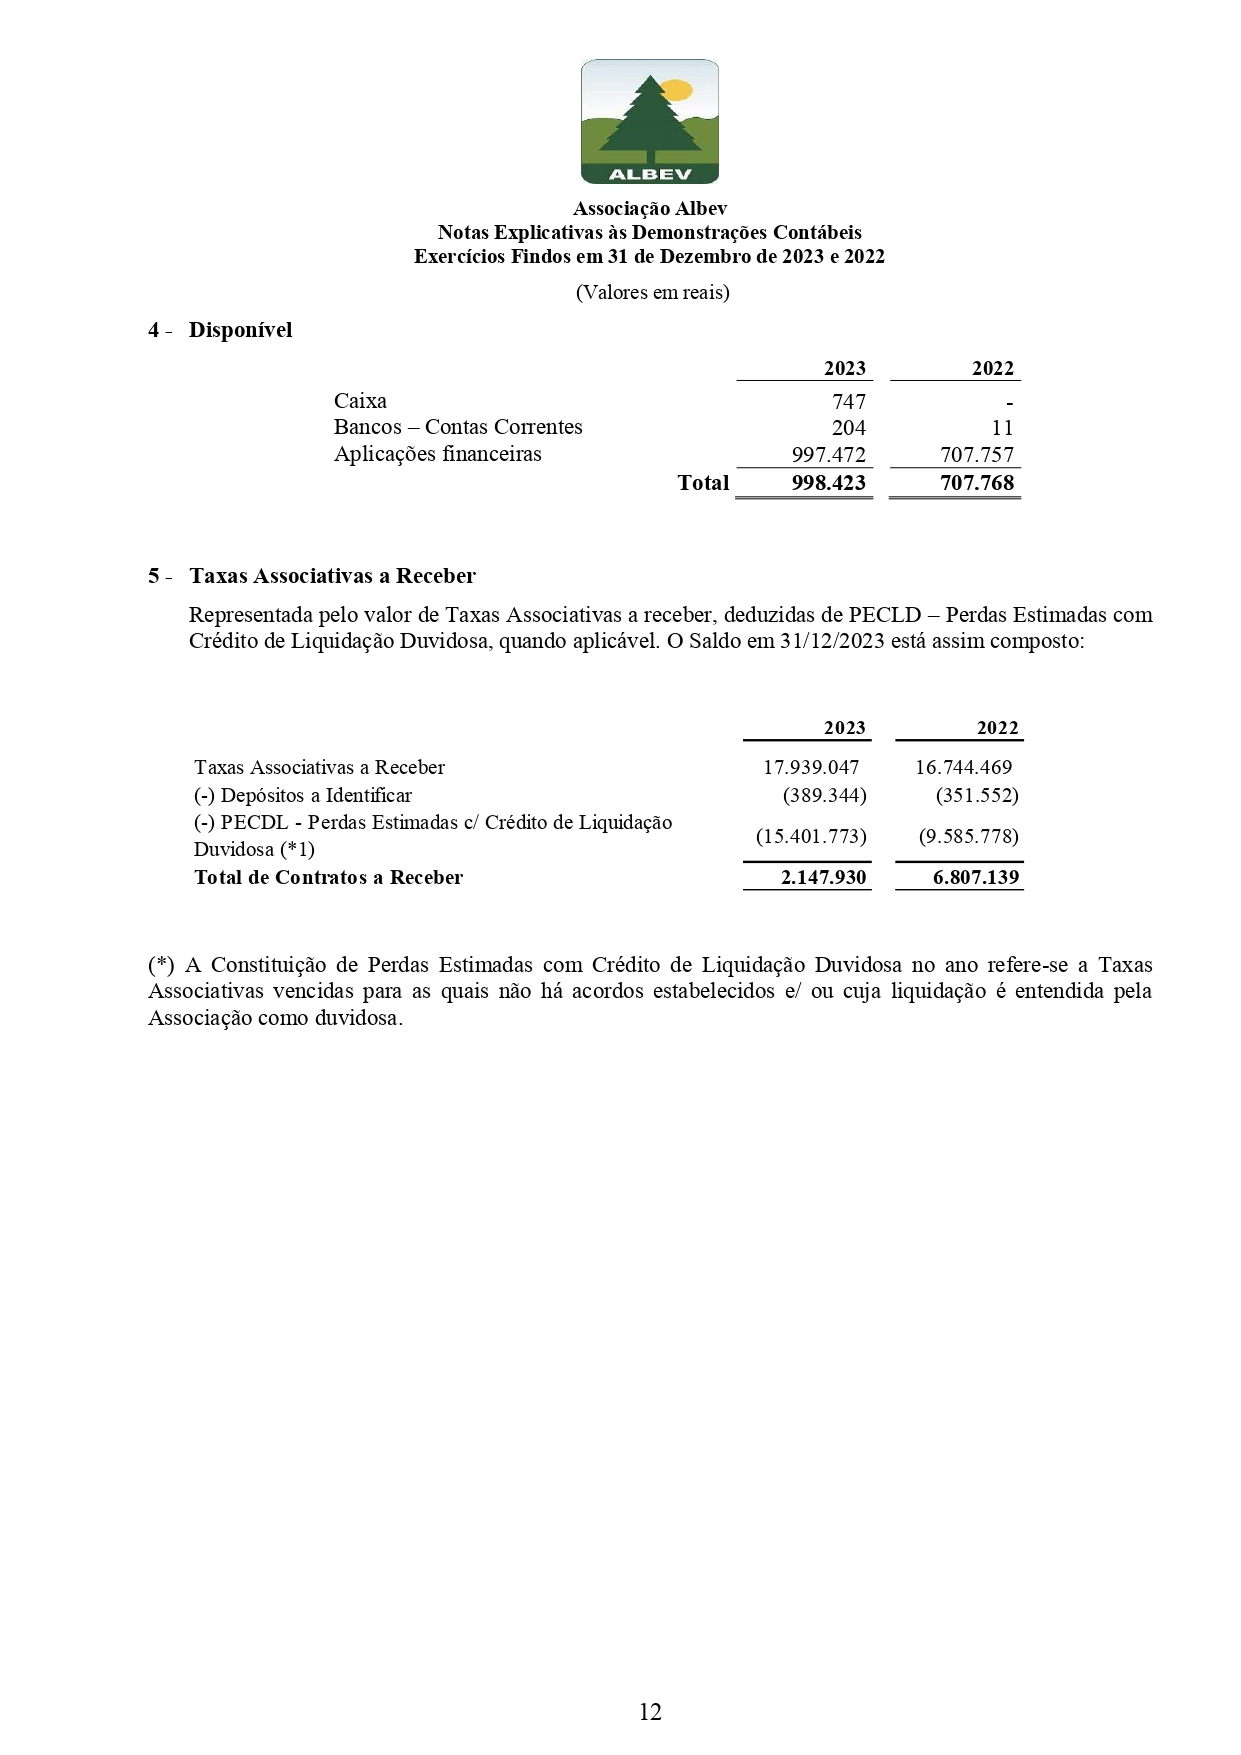 ALBEV
Associação Albev
Notas Explicativas às Demonstrações Contábeis
Exercícios Findos em 31 de Dezembro de 2023 e 2022
(Valores em reais)
4 - Disponível
2023 2022
Caixa 747 -
Bancos – Contas Correntes 204 11
Aplicações financeiras 997.472 707.757
Total 998.423 707.768
5 - Taxas Associativas a Receber
Representada pelo valor de Taxas Associativas a receber, deduzidas de PECLD – Perdas Estimadas com
Crédito de Liquidação Duvidosa, quando aplicável. O Saldo em 31/12/2023 está assim composto:
2023 2022
Taxas Associativas a Receber 17.939.047 16.744.469
(-) Depósitos a Identificar (389.344) (351.552)
(-) PECDL - Perdas Estimadas c/ Crédito de Liquidação
Duvidosa (*1) (15.401.773) (9.585.778)
Total de Contratos a Receber 2.147.930 6.807.139
(*) A Constituição de Perdas Estimadas com Crédito de Liquidação Duvidosa no ano refere-se a Taxas
Associativas vencidas para as quais não há acordos estabelecidos e/ ou cuja liquidação é entendida pela
Associação como duvidosa.
12